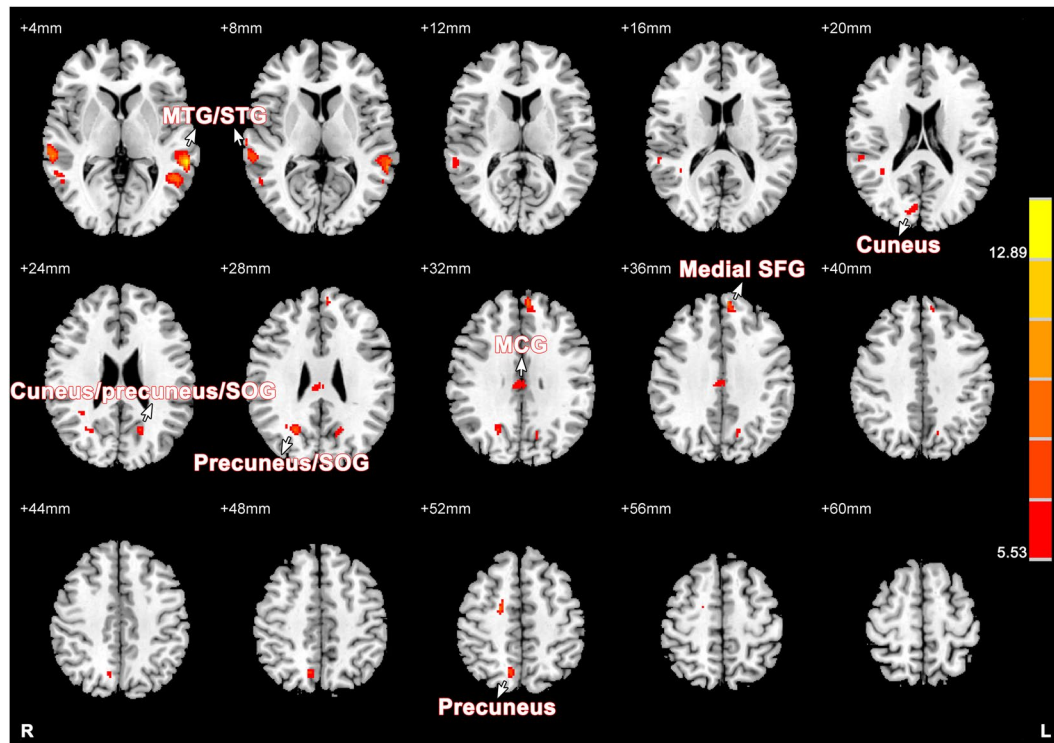 +4mm
+8mm
+12mm
+16mm
+20mm
MTG/STG
Cuneus
12.89
+24mm
+28mm
+32mm
+36mm
+40mm
Medial SFG
MCG
Cuneus/precuneus/SOG
Precuneus/SOG
+44mm
+48mm
+52mm
+56mm
+60mm
5.53
Precuneus
R
L